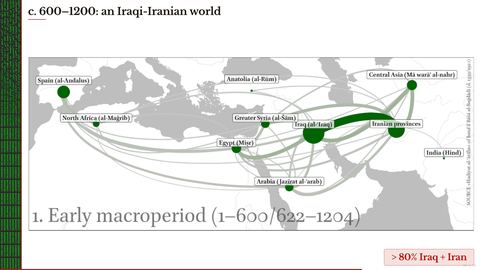 c. 600–1200: an Iraqi-Iranian world
Spain (al-Andalus)
Anatolia (al-Rūm)
Central Asia (Mā warāʾ al-nahr)
North Africa (al-Maġrib)
Greater Syria (al-Šām)
Iraq (al-ʿIrāq)
Iranian provinces
Egypt (Miṣr)
India (Hind)
Arabia (Jazīrat al-ʿarab)
1. Early macroperiod (1–600/622–1204)
> 80% Iraq + Iran